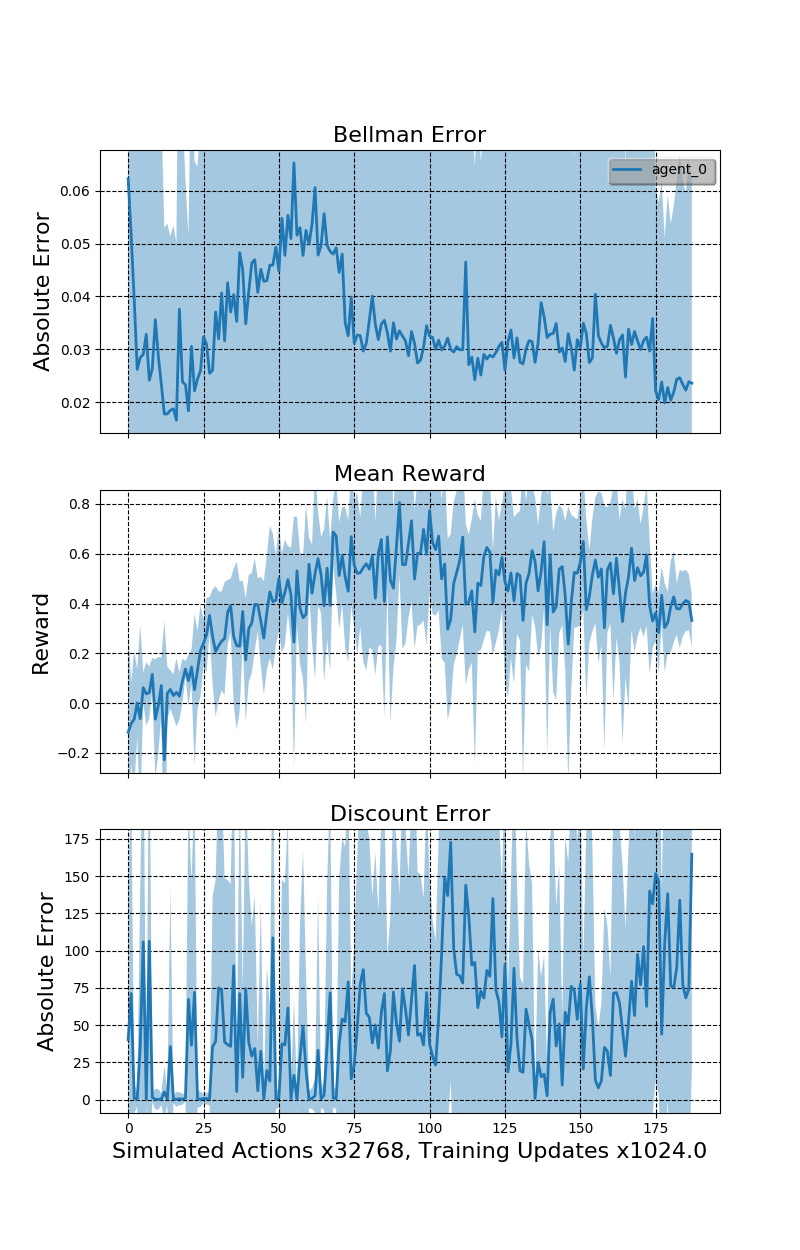 Bellman Error
0.06
0.05
0.04
0.03
0.02
Absolute Error
agent_0
Mean Reward
0.8
0.6
0.4
0.2
0.0
−0.2
Reward
Discount Error
175
150
125
100
75
50
25
0
Absolute Error
0 25 50 75 100 125 150 175
Simulated Actions x32768, Training Updates x1024.0